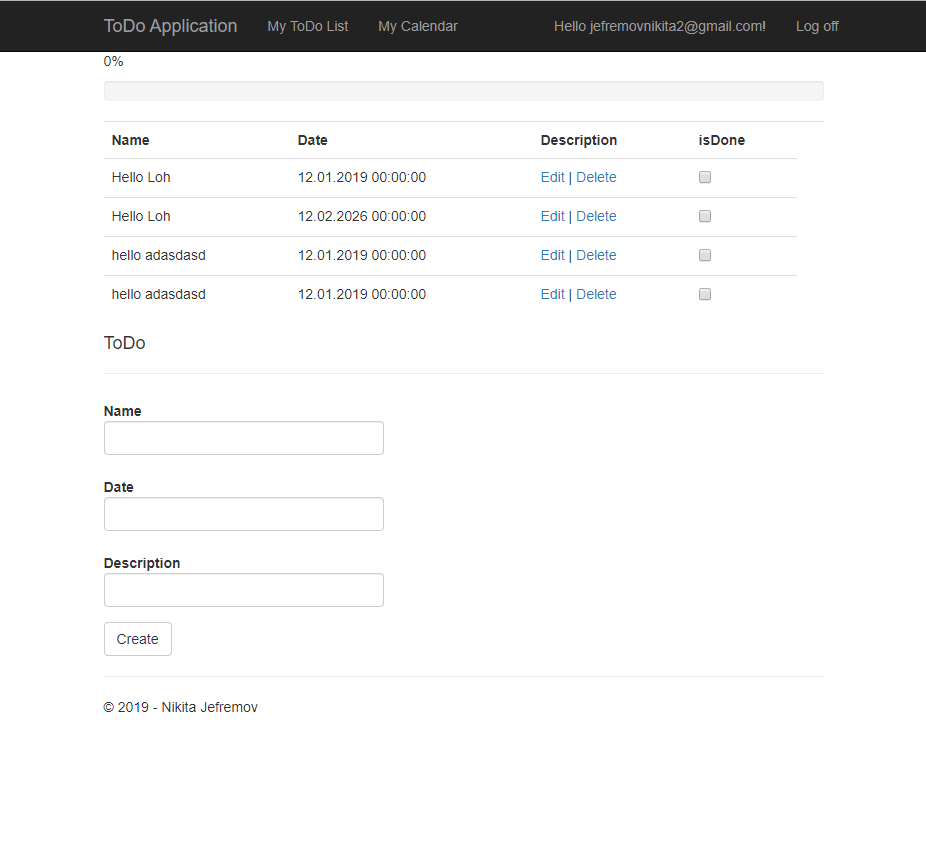 ToDo Application My ToDo List My Calendar Hello jefremovnikita2@gmail.com! Log off
0%
Name Date Description isDone
Hello Loh 12.01.2019 00:00:00 Edit | Delete
Hello Loh 12.02.2026 00:00:00 Edit | Delete
hello adasdasd 12.01.2019 00:00:00 Edit | Delete
hello adasdasd 12.01.2019 00:00:00 Edit | Delete
ToDo
Name
Date
Description
Create
© 2019 - Nikita Jefremov